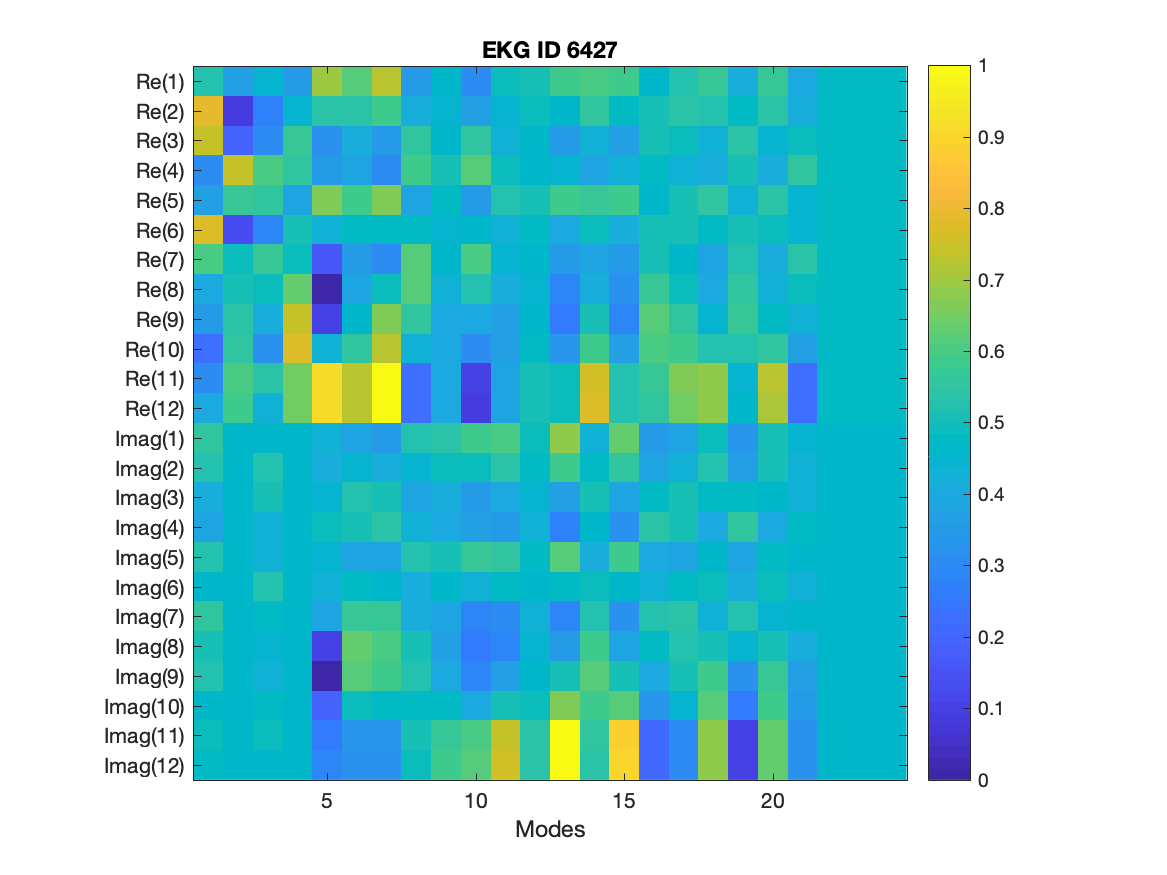 EKG ID 6427
Re(1)
Re(2)
Re(3)
Re(4)
Re(5)
Re(6)
Re(7)
Re(8)
Re(9)
Re(10)
Re(11)
Re(12)
Imag(1)
Imag(2)
Imag(3)
Imag(4)
Imag(5)
Imag(6)
Imag(7)
Imag(8)
Imag(9)
Imag(10)
Imag(11)
Imag(12)
5 10 15 20
Modes
1
0.9
0.8
0.7
0.6
0.5
0.4
0.3
0.2
0.1
0